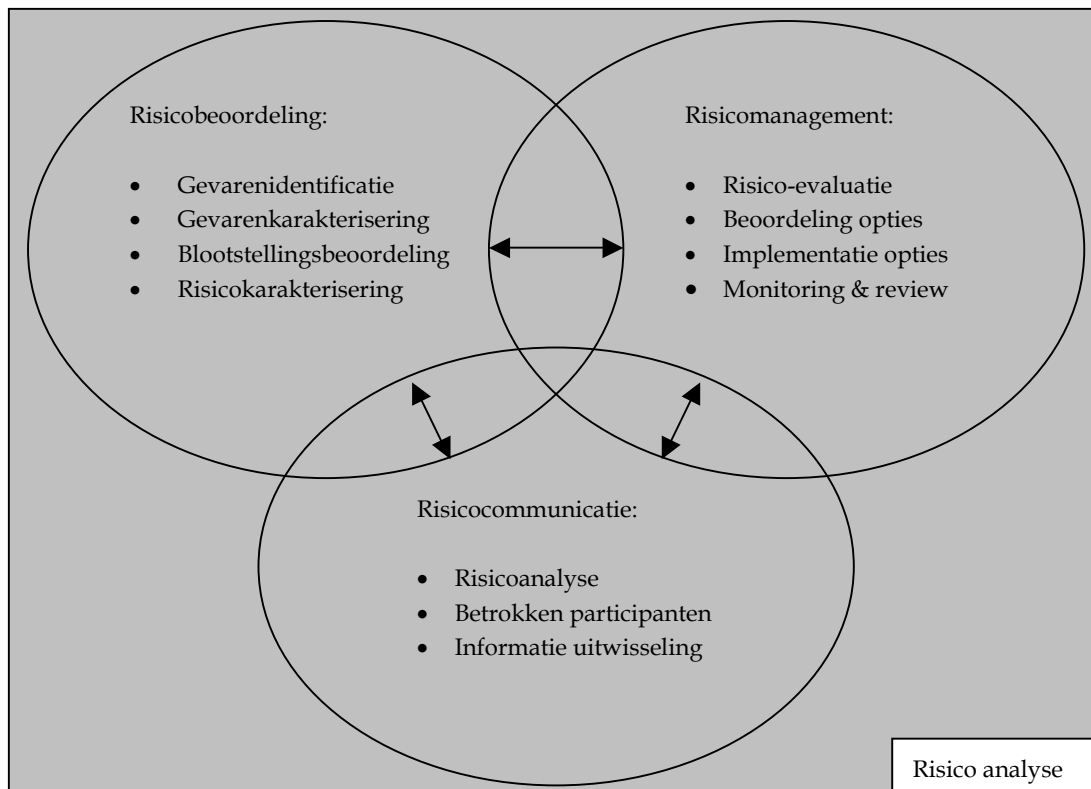 Risicobeoordeling:
• Gevarenidentificatie
• Gevarenkarakterisering
• Blootstellingsbeoordeling
• Risicokarakterisering
Risicomanagement:
• Risico-evaluatie
• Beoordeling opties
• Implementatie opties
• Monitoring & review
Risicocommunicatie:
• Risicoanalyse
• Betrokken participanten
• Informatie uitwisseling
Risico analyse